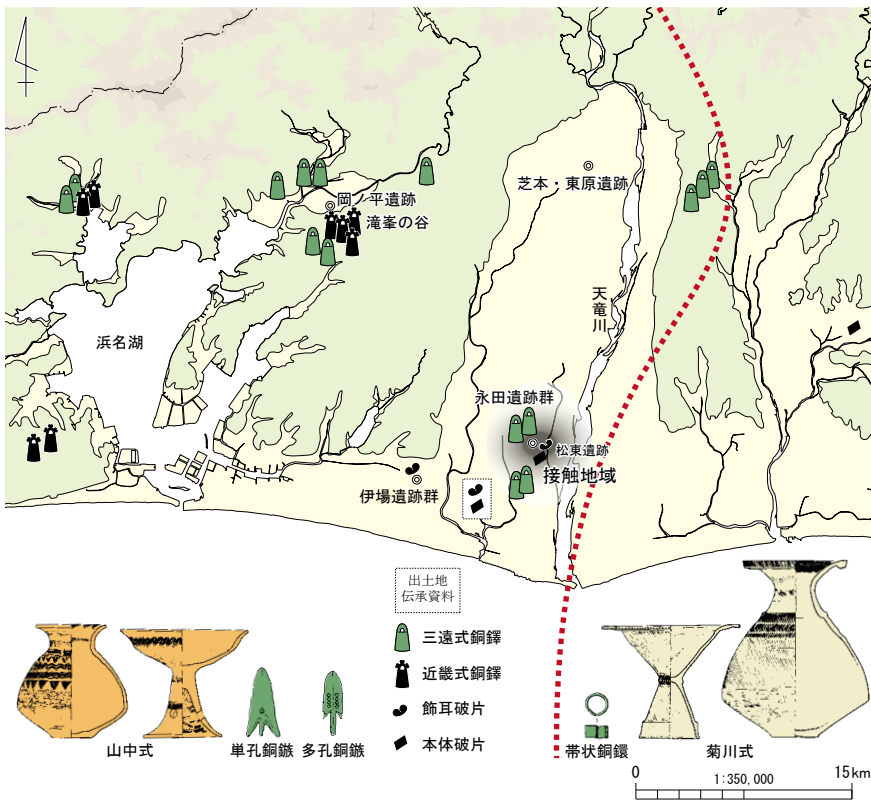 岡ノ平遺跡
滝峯の谷
芝本・東原遺跡
浜名湖
天竜川
永田遺跡群
松東遺跡
接触地域
伊場遺跡群
出土地
伝承資料
三遠式銅鐸
近畿式銅鐸
飾耳破片
本体破片
山中式
単孔銅鏃
多孔銅鏃
帯状銅鐶
菊川式
0
15km
1:350,000